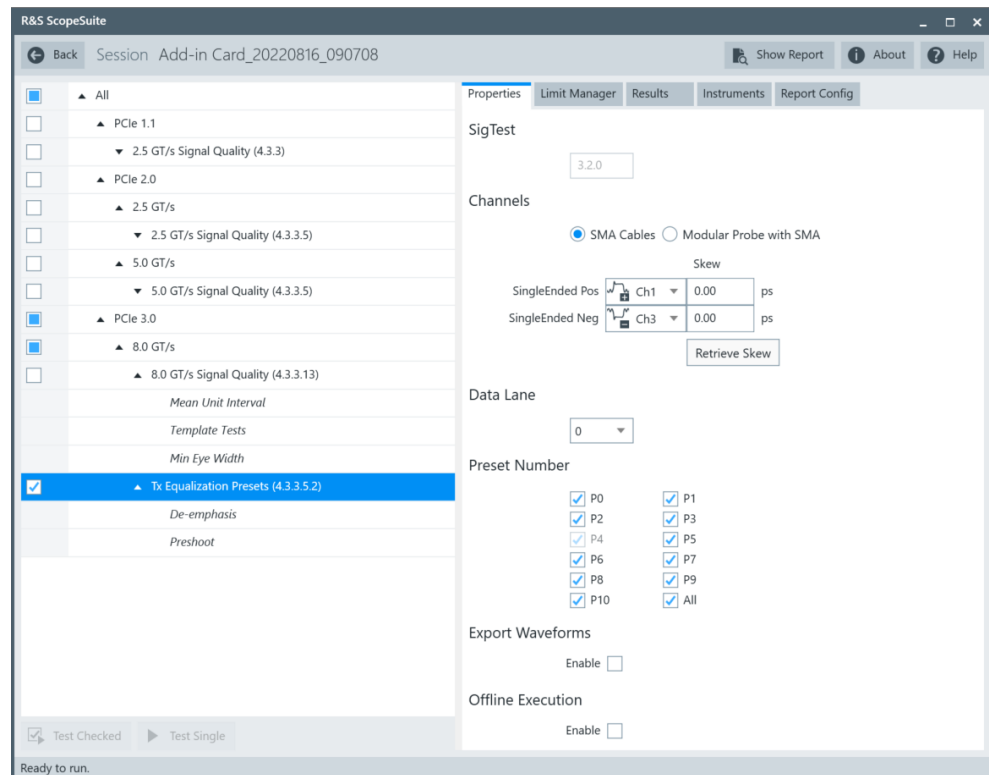 R&S ScopeSuite
Back Session Add-in Card_20220816_090708 Show Report About Help
All
PCIe 1.1
2.5 GT/s Signal Quality (4.3.3)
PCIe 2.0
2.5 GT/s
2.5 GT/s Signal Quality (4.3.3.5)
5.0 GT/s
5.0 GT/s Signal Quality (4.3.3.5)
PCIe 3.0
8.0 GT/s
8.0 GT/s Signal Quality (4.3.3.13)
Mean Unit Interval
Template Tests
Min Eye Width
Tx Equalization Presets (4.3.3.5.2)
De-emphasis
Preshoot
Test Checked Test Single
Properties Limit Manager Results Instruments Report Config
SigTest
3.2.0
Channels
SMA Cables Modular Probe with SMA
Skew
SingleEnded Pos Ch1 0.00 ps
SingleEnded Neg Ch3 0.00 ps
Retrieve Skew
Data Lane
0
Preset Number
P0 P1
P2 P3
P4 P5
P6 P7
P8 P9
P10 All
Export Waveforms
Enable
Offline Execution
Enable
Ready to run.